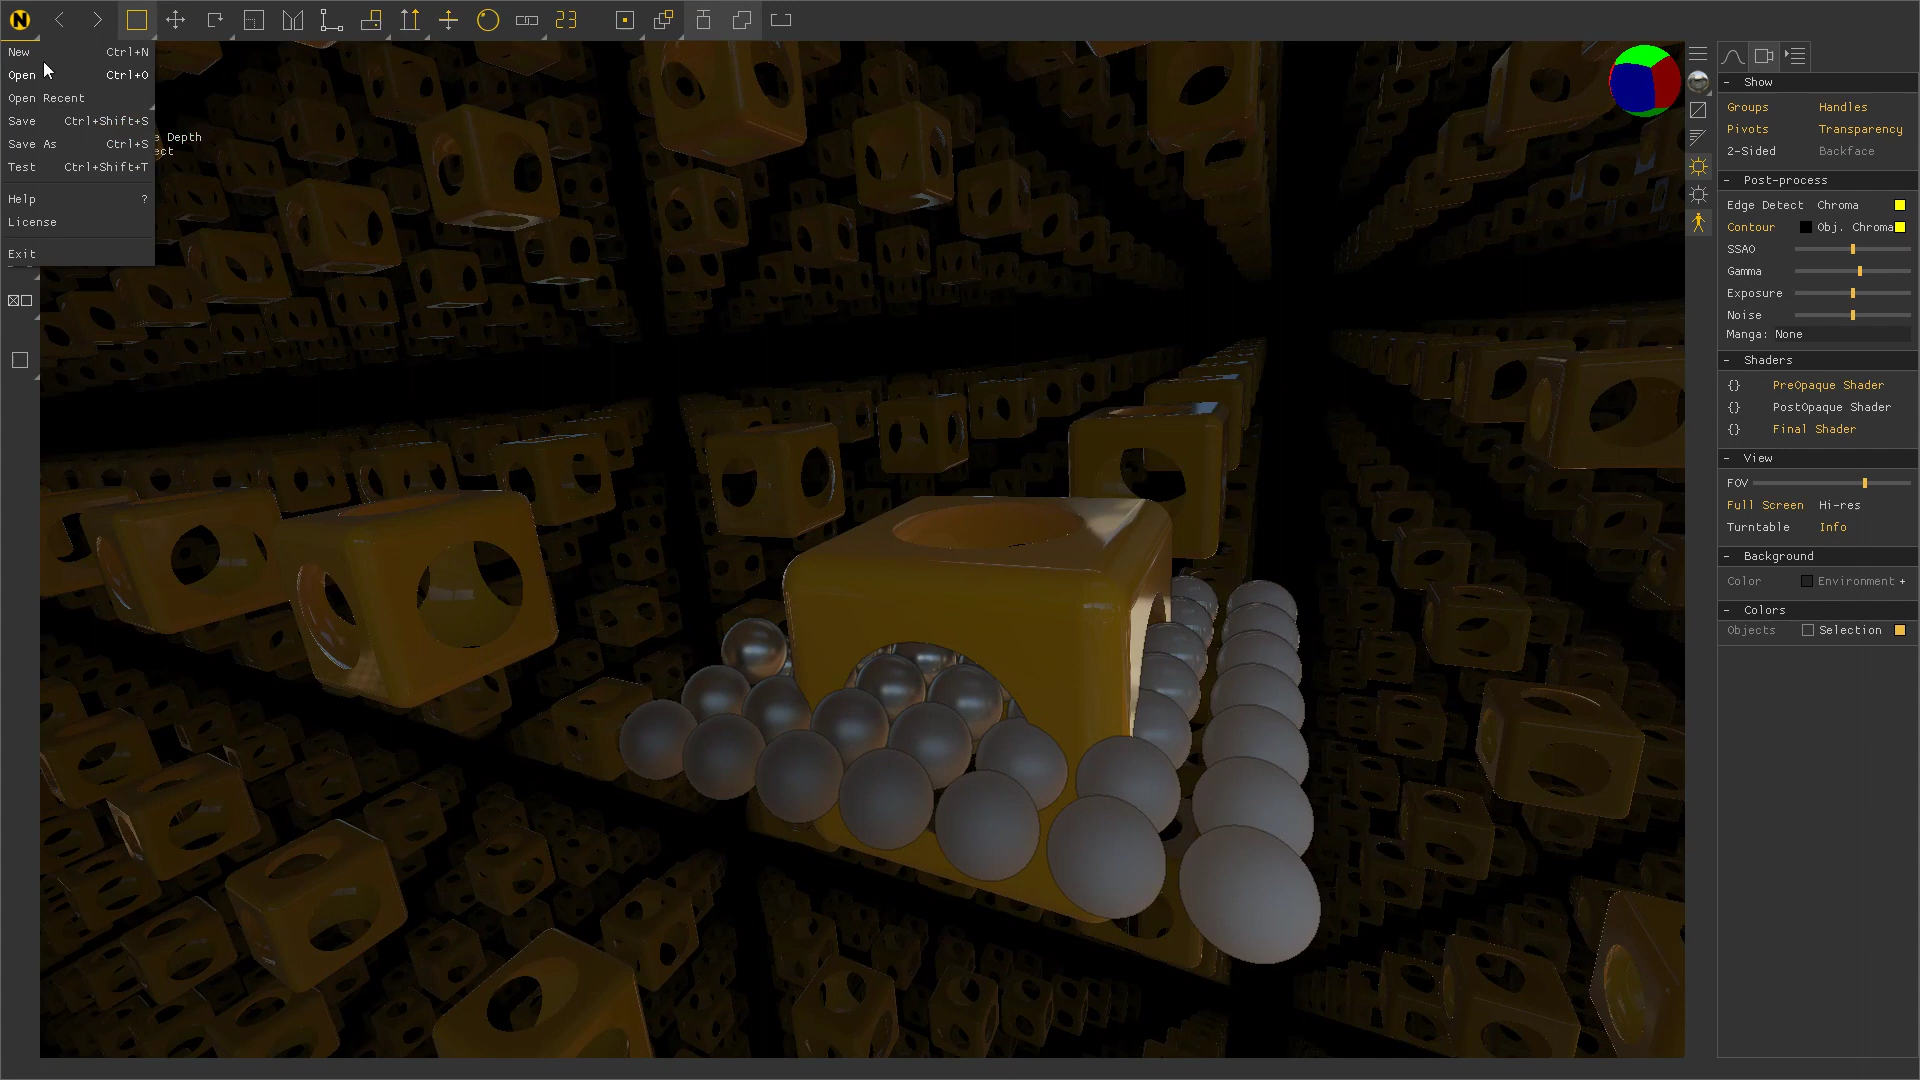 N
23
New Ctrl+N
Open Ctrl+O
Open Recent
Save Ctrl+Shift+S
Save As Ctrl+S
Test Ctrl+Shift+T
Help ?
License
Exit
e Depth
ect
- Show
Groups Handles
Pivots Transparency
2-Sided Backface
- Post-process
Edge Detect Chroma
Contour Obj. Chroma
SSAO
Gamma
Exposure
Noise
Manga: None
- Shaders
{} PreOpaque Shader
{} PostOpaque Shader
{} Final Shader
- View
FOV
Full Screen Hi-res
Turntable Info
- Background
Color Environment +
- Colors
Objects Selection